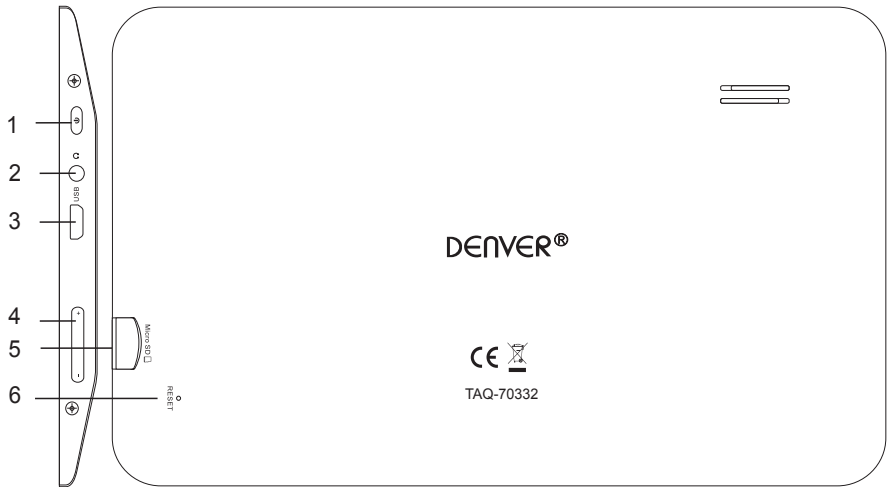 1
2
3
4
5
6
USB
+
-
Micro SD
RESET
DENVER®
CE
TAQ-70332